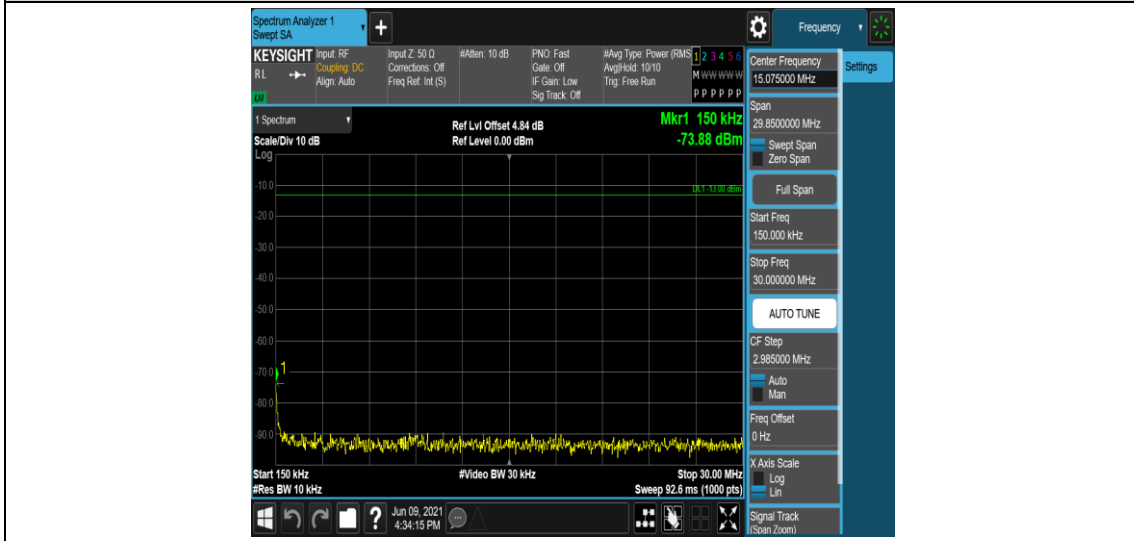 Spectrum Analyzer 1
Swept SA
+
Frequency
KEYSIGHT
RL
LXI
Input: RF
Coupling: DC
Align: Auto
Input Z: 50 Ω
Corrections: Off
Freq Ref: Int (S)
#Atten: 10 dB
PNO: Fast
Gate: Off
IF Gain: Low
Sig Track: Off
#Avg Type: Power (RMS
Avg|Hold: 10/10
Trig: Free Run
1 2 3 4 5 6
M W W W W W
P P P P P P
1 Spectrum
Scale/Div 10 dB
Log
Ref Lvl Offset 4.84 dB
Ref Level 0.00 dBm
Mkr1 150 kHz
-73.88 dBm
DL1 -13.00 dBm
-10.0
-20.0
-30.0
-40.0
-50.0
-60.0
-70.0
1
-80.0
-90.0
Start 150 kHz
#Video BW 30 kHz
Stop 30.00 MHz
#Res BW 10 kHz
Sweep 92.6 ms (1000 pts)
?
Jun 09, 2021
4:34:15 PM
Center Frequency
15.075000 MHz
Settings
Span
29.8500000 MHz
Swept Span
Zero Span
Full Span
Start Freq
150.000 kHz
Stop Freq
30.000000 MHz
AUTO TUNE
CF Step
2.985000 MHz
Auto
Man
Freq Offset
0 Hz
X Axis Scale
Log
Lin
Signal Track
(Span Zoom)